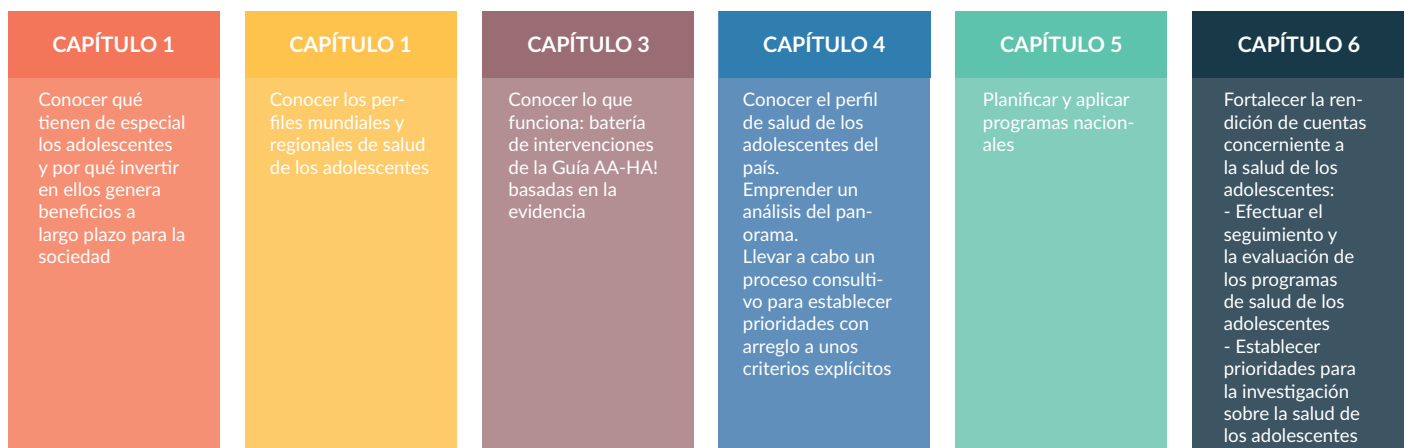 CAPÍTULO 1
Conocer qué
tienen de especial
los adolescentes
y por qué invertir
en ellos genera
beneficios a
largo plazo para la
sociedad
CAPÍTULO 1
Conocer los per-
files mundiales y
regionales de salud
de los adolescentes
CAPÍTULO 3
Conocer lo que
funciona: batería
de intervenciones
de la Guía AA-HA!
basadas en la
evidencia
CAPÍTULO 4
Conocer el perfil
de salud de los
adolescentes del
país.
Emprender un
análisis del pan-
orama.
Llevar a cabo un
proceso consulti-
vo para establecer
prioridades con
arreglo a unos
criterios explícitos
CAPÍTULO 5
Planificar y aplicar
programas nacion-
ales
CAPÍTULO 6
Fortalecer la ren-
dición de cuentas
concerniente a
la salud de los
adolescentes:
- Efectuar el
seguimiento y
la evaluación de
los programas
de salud de los
adolescentes
- Establecer
prioridades para
la investigación
sobre la salud de
los adolescentes